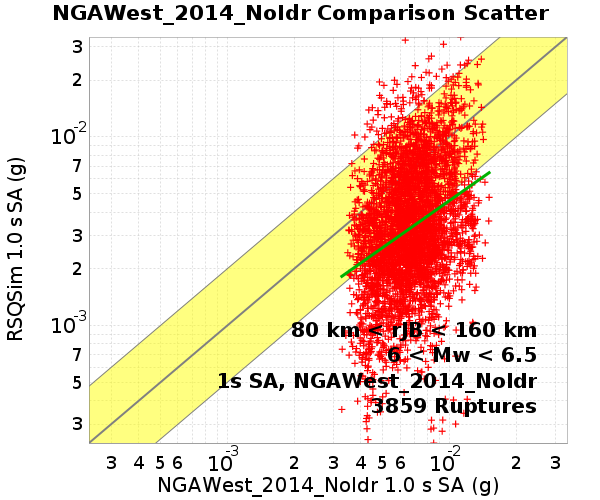 NGAWest_2014_NoIdr Comparison Scatter
RSQSim 1.0 s SA (g)
3
2
10-2
7
5
3
2
10-3
7
5
3
80 km < rJB < 160 km
6 < Mw < 6.5
1s SA, NGAWest_2014_NoIdr
3859 Ruptures
3 4 5 6 10-3 2 3 4 5 6 10-2 2 3
NGAWest_2014_NoIdr 1.0 s SA (g)